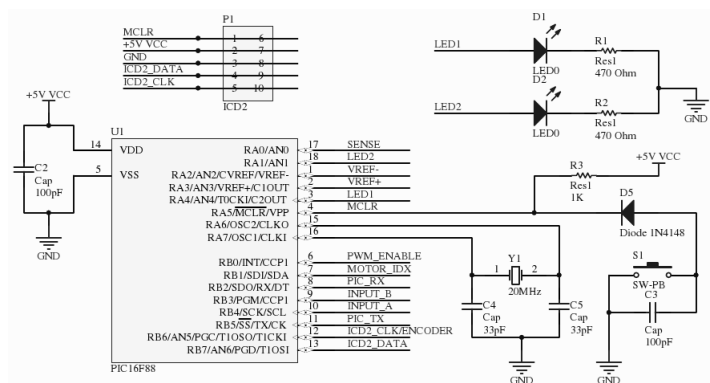 P1
MCLR 1 6
+5V VCC 2 7
GND 3 8
ICD2_DATA 4 9
ICD2_CLK 5 10
ICD2
D1
LED1
LED0
R1
Res1
470 Ohm
D2
LED2
LED0
R2
Res1
470 Ohm
GND
+5V VCC
C2
Cap
100pF
GND
U1
14 VDD
5 VSS
RA0/AN0 17 SENSE
RA1/AN1 18 LED2
RA2/AN2/CVREF/VREF- 1 VREF-
RA3/AN3/VREF+/C1OUT 2 VREF+
RA4/AN4/T0CKI/C2OUT 3 LED1
RA5/MCLR/VPP 4 MCLR
RA6/OSC2/CLKO 15
RA7/OSC1/CLKI 16
RB0/INT/CCP1 6 PWM_ENABLE
RB1/SDI/SDA 7 MOTOR_IDX
RB2/SDO/RX/DT 8 PIC_RX
RB3/PGM/CCP1 9 INPUT_B
RB4/SCK/SCL 10 INPUT_A
RB5/SS/TX/CK 11 PIC_TX
RB6/AN5/PGC/T1OSO/T1CKI 12 ICD2_CLK/ENCODER
RB7/AN6/PGD/T1OSI 13 ICD2_DATA
PIC16F88
R3
Res1
1K
+5V VCC
D5
Diode 1N4148
Y1
1 2
20MHz
C4
Cap
33pF
C5
Cap
33pF
GND
S1
SW-PB
C3
Cap
100pF
GND